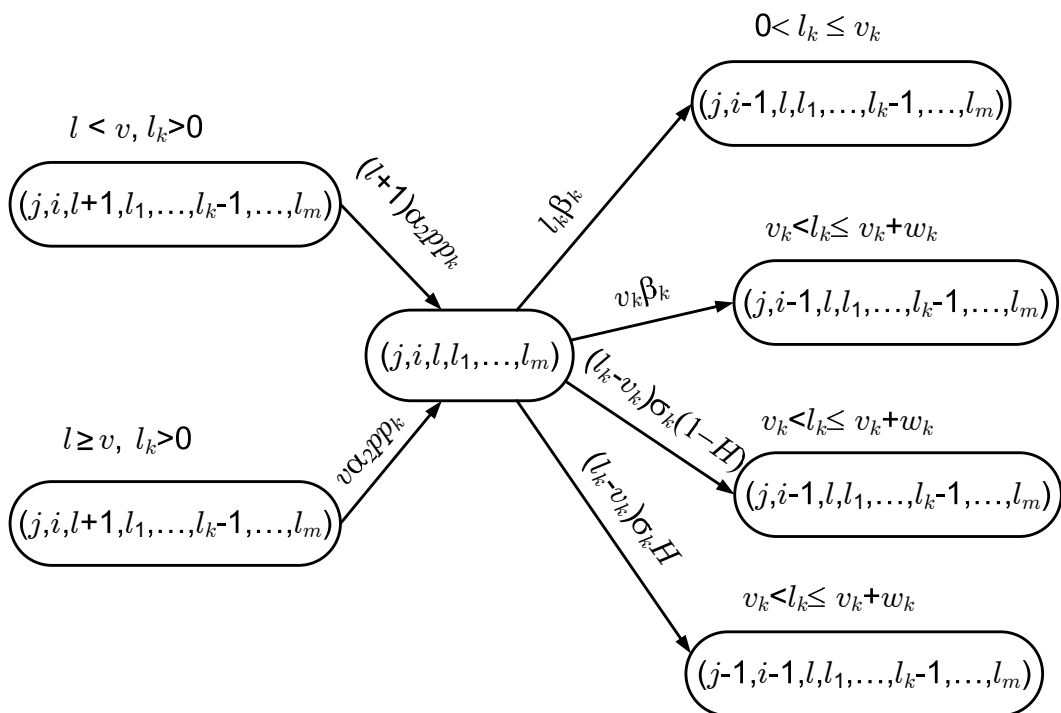 0< l_k ≤ v_k
(j,i-1,l,l_1,…,l_k-1,…,l_m)
l < v, l_k>0
(j,i,l+1,l_1,…,l_k-1,…,l_m)
(l+1)α_2pp_k
l_kβ_k
v_k<l_k≤ v_k+w_k
(j,i-1,l,l_1,…,l_k-1,…,l_m)
v_kβ_k
(j,i,l,l_1,…,l_m)
(l_k-v_k)σ_k(1–H)
v_k<l_k≤ v_k+w_k
(j,i-1,l,l_1,…,l_k-1,…,l_m)
l ≥ v, l_k>0
(j,i,l+1,l_1,…,l_k-1,…,l_m)
vα_2pp_k
(l_k-v_k)σ_kH
v_k<l_k≤ v_k+w_k
(j-1,i-1,l,l_1,…,l_k-1,…,l_m)